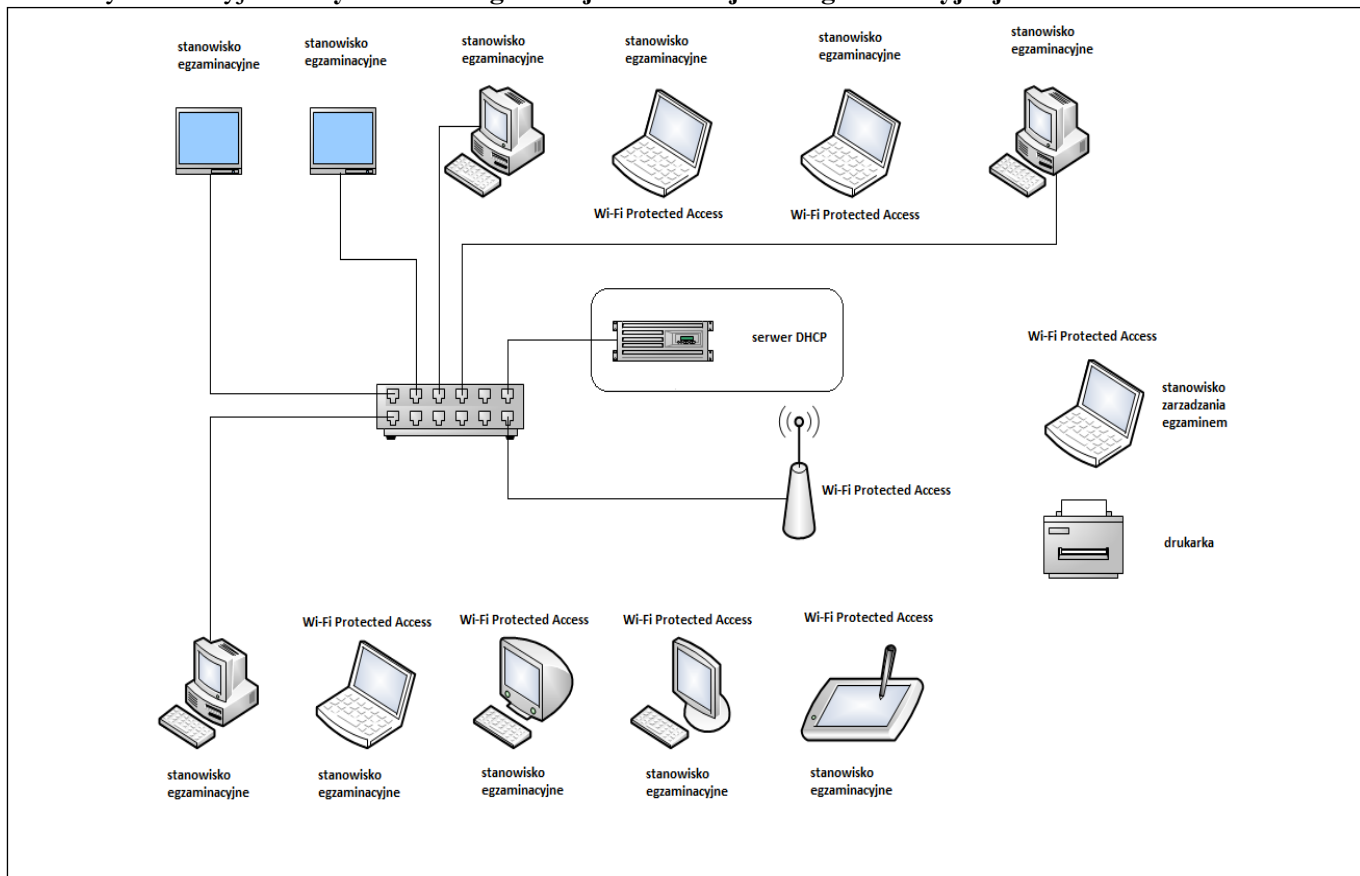 stanowisko
egzaminacyjne
stanowisko
egzaminacyjne
stanowisko
egzaminacyjne
stanowisko
egzaminacyjne
stanowisko
egzaminacyjne
stanowisko
egzaminacyjne
Wi-Fi Protected Access
Wi-Fi Protected Access
serwer DHCP
Wi-Fi Protected Access
stanowisko
zarzadzania
egzaminem
Wi-Fi Protected Access
drukarka
Wi-Fi Protected Access
Wi-Fi Protected Access
Wi-Fi Protected Access
Wi-Fi Protected Access
stanowisko
egzaminacyjne
stanowisko
egzaminacyjne
stanowisko
egzaminacyjne
stanowisko
egzaminacyjne
stanowisko
egzaminacyjne